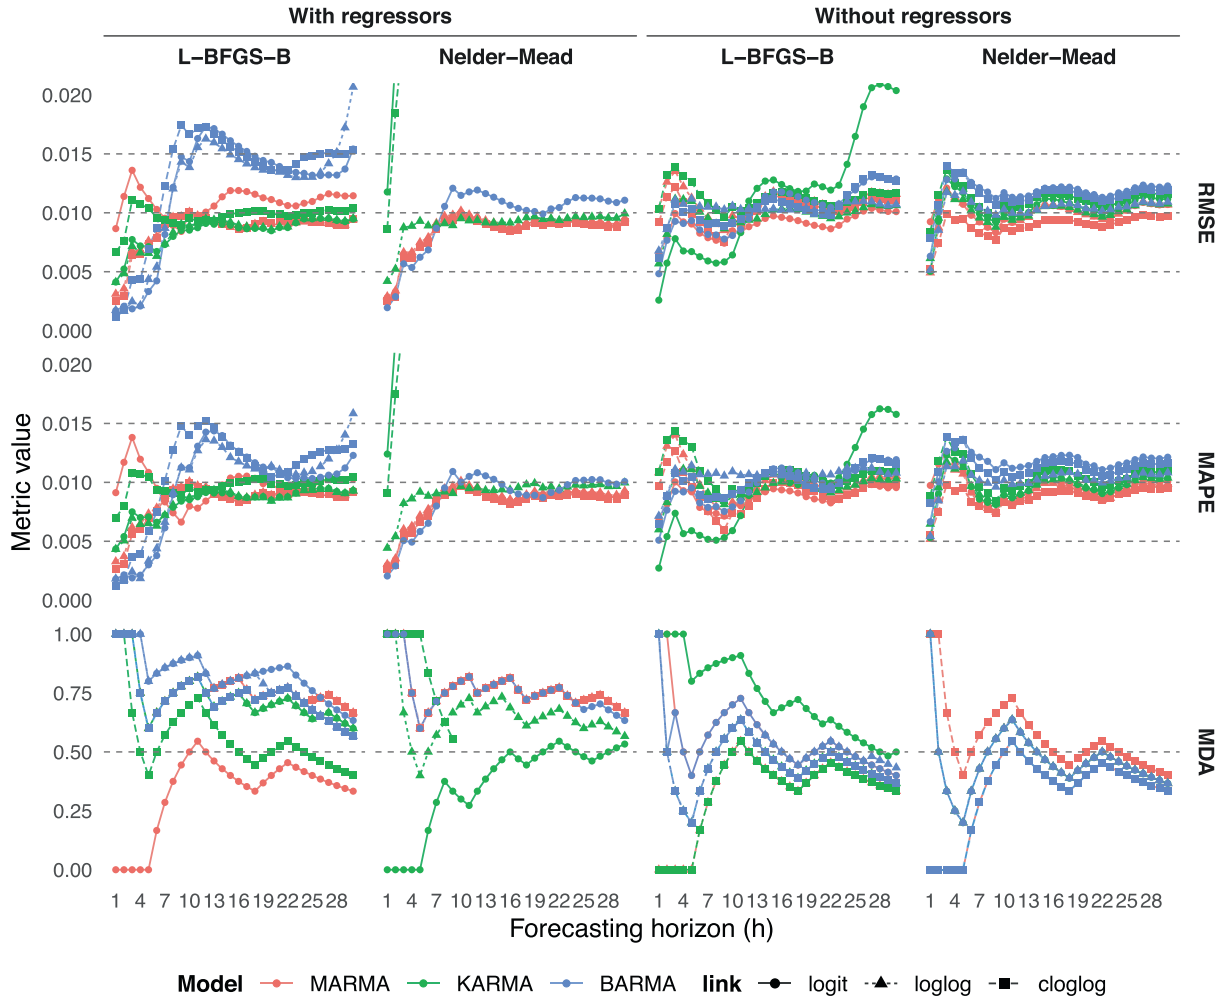 With regressors Without regressors
L−BFGS−B Nelder−Mead L−BFGS−B Nelder−Mead
0.020
0.015
0.010
0.005
0.000
RMSE
0.020
0.015
0.010
0.005
0.000
MAPE
Metric value
1.00
0.75
0.50
0.25
0.00
MDA
1 4 7 10 13 16 19 22 25 28 1 4 7 10 13 16 19 22 25 28 1 4 7 10 13 16 19 22 25 28 1 4 7 10 13 16 19 22 25 28
Forecasting horizon (h)
Model MARMA KARMA BARMA link logit loglog cloglog